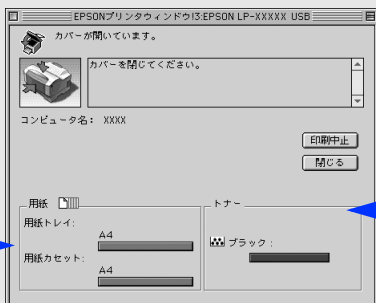 EPSONプリンタウィンドウ!3:EPSON LP-XXXXX USB
カバーが開いています。
カバーを閉じてください。
コンピュータ名: XXXX
印刷中止
閉じる
用紙
トナー
用紙トレイ:
A4
ブラック:
用紙カセット:
A4